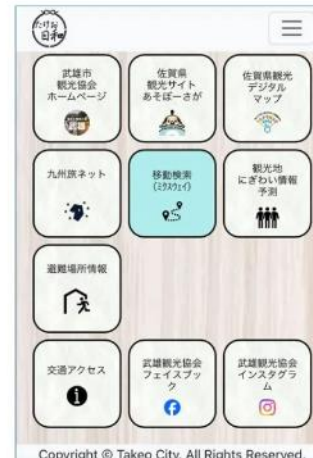 たけお
日和
武雄市
観光協会
ホームページ
佐賀県
観光サイト
あそぼーさが
佐賀県観光
デジタル
マップ
九州旅ネット
移動検索
(ミクスウェイ)
観光地
にぎわい情報
予測
避難場所情報
交通アクセス
武雄観光協会
フェイスブッ
ク
武雄観光協会
インスタグラ
ム
Copyright © Takeo City. All Rights Reserved.